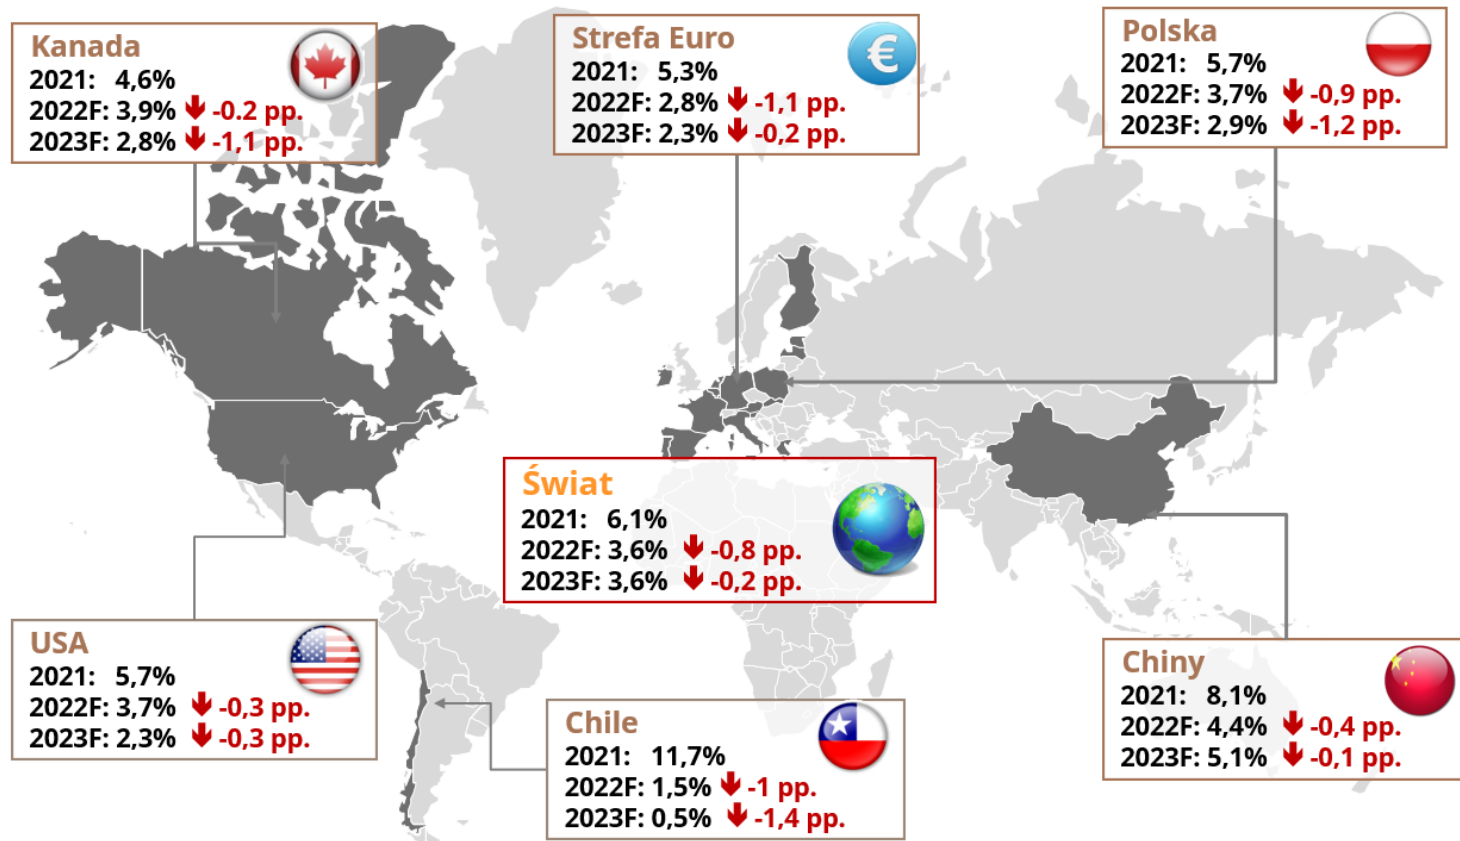 Kanada
2021: 4,6%
2022F: 3,9% -0.2 pp.
2023F: 2,8% -1,1 pp.
Strefa Euro
€
2021: 5,3%
2022F: 2,8% -1,1 pp.
2023F: 2,3% -0,2 pp.
Polska
2021: 5,7%
2022F: 3,7% -0,9 pp.
2023F: 2,9% -1,2 pp.
Świat
2021: 6,1%
2022F: 3,6% -0,8 pp.
2023F: 3,6% -0,2 pp.
USA
2021: 5,7%
2022F: 3,7% -0,3 pp.
2023F: 2,3% -0,3 pp.
Chile
2021: 11,7%
2022F: 1,5% -1 pp.
2023F: 0,5% -1,4 pp.
Chiny
2021: 8,1%
2022F: 4,4% -0,4 pp.
2023F: 5,1% -0,1 pp.